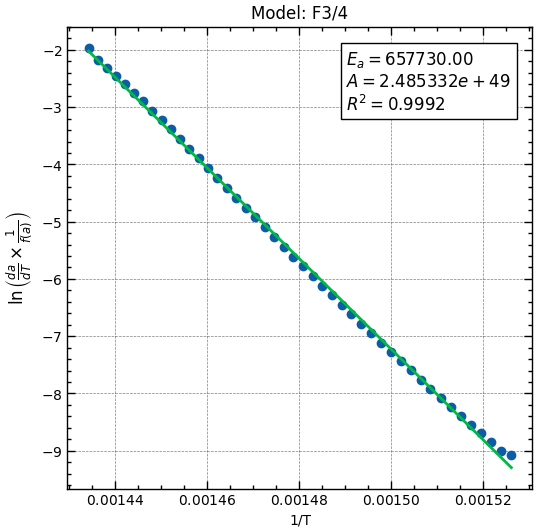 Model: F3/4
E_a = 657730.00
A = 2.485332e + 49
R^2 = 0.9992
ln (da/dT × 1/f(a))
−2
−3
−4
−5
−6
−7
−8
−9
0.00144 0.00146 0.00148 0.00150 0.00152
1/T